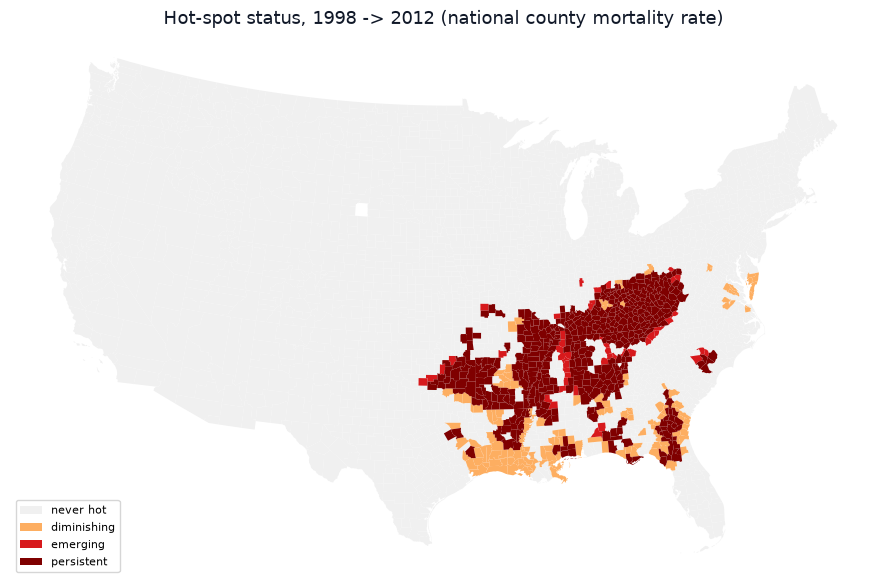 Hot-spot status, 1998 -> 2012 (national county mortality rate)
never hot
diminishing
emerging
persistent